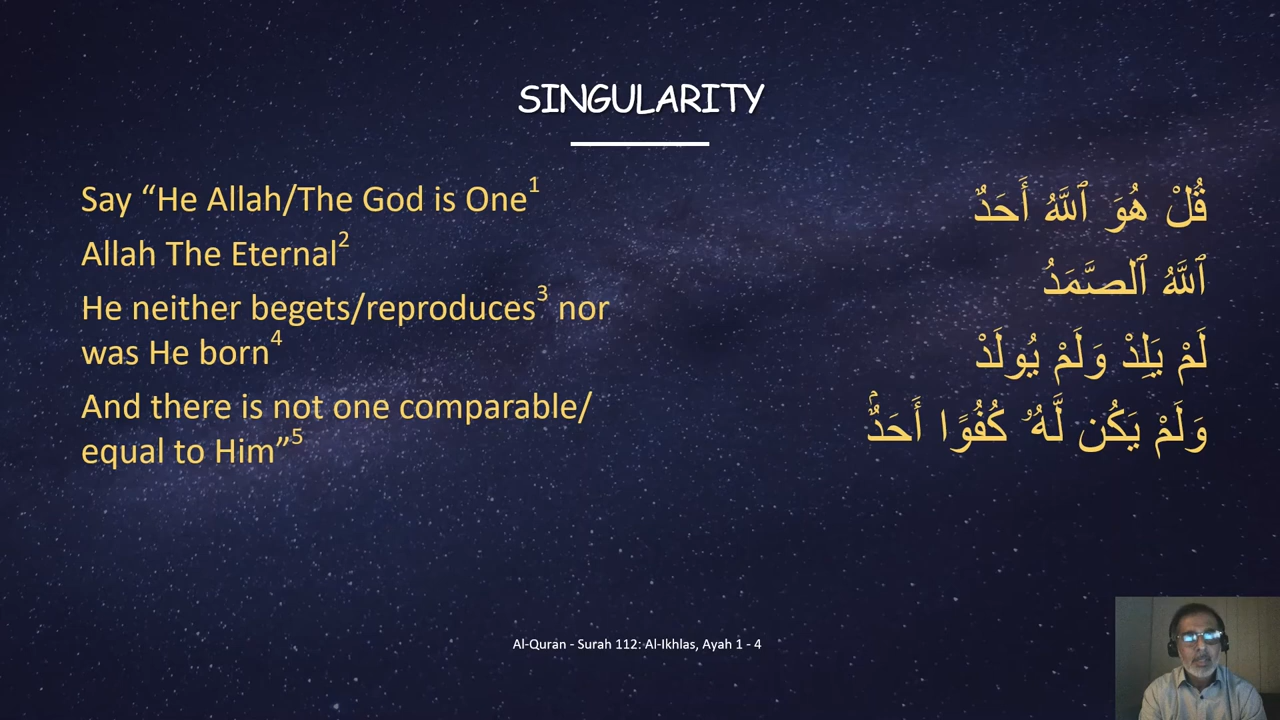 SINGULARITY
Say “He Allah/The God is One1
Allah The Eternal2
He neither begets/reproduces3 nor
was He born4
And there is not one comparable/
equal to Him”5
قُلْ هُوَ ٱللَّهُ أَحَدٌ
ٱللَّهُ ٱلصَّمَدُ
لَمْ يَلِدْ وَلَمْ يُولَدْ
وَلَمْ يَكُن لَّهُۥ كُفُوًا أَحَدٌۢ
Al-Quran - Surah 112: Al-Ikhlas, Ayah 1 - 4